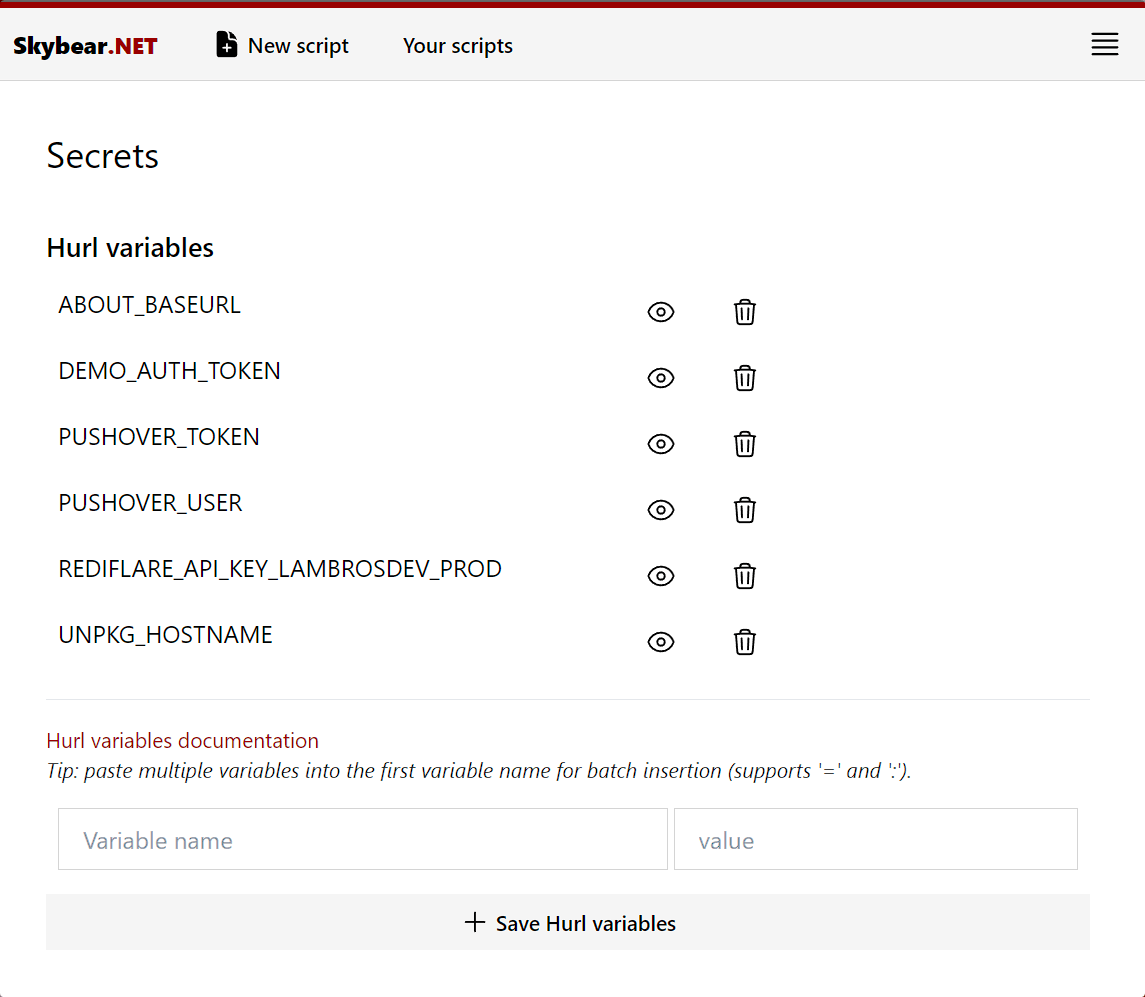 Skybear.NET New script Your scripts
Secrets
Hurl variables
ABOUT_BASEURL
DEMO_AUTH_TOKEN
PUSHOVER_TOKEN
PUSHOVER_USER
REDIFLARE_API_KEY_LAMBROSDEV_PROD
UNPKG_HOSTNAME
Hurl variables documentation
Tip: paste multiple variables into the first variable name for batch insertion (supports '=' and ':').
Variable name value
Save Hurl variables